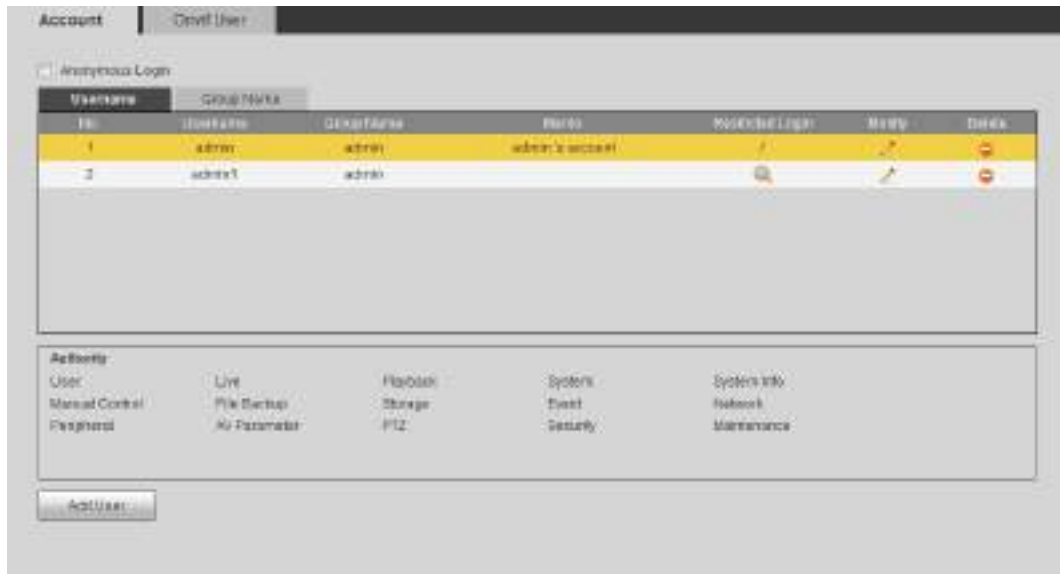 Account Onvif User
Anonymous Login
Username Group Name
No. Username Group Name Memo Restricted Login Modify Delete
1 admin admin admin 's account /
2 admin1 admin
Authority
User Live Playback System System Info
Manual Control File Backup Storage Event Network
Peripheral AV Parameter PTZ Security Maintenance
Add User